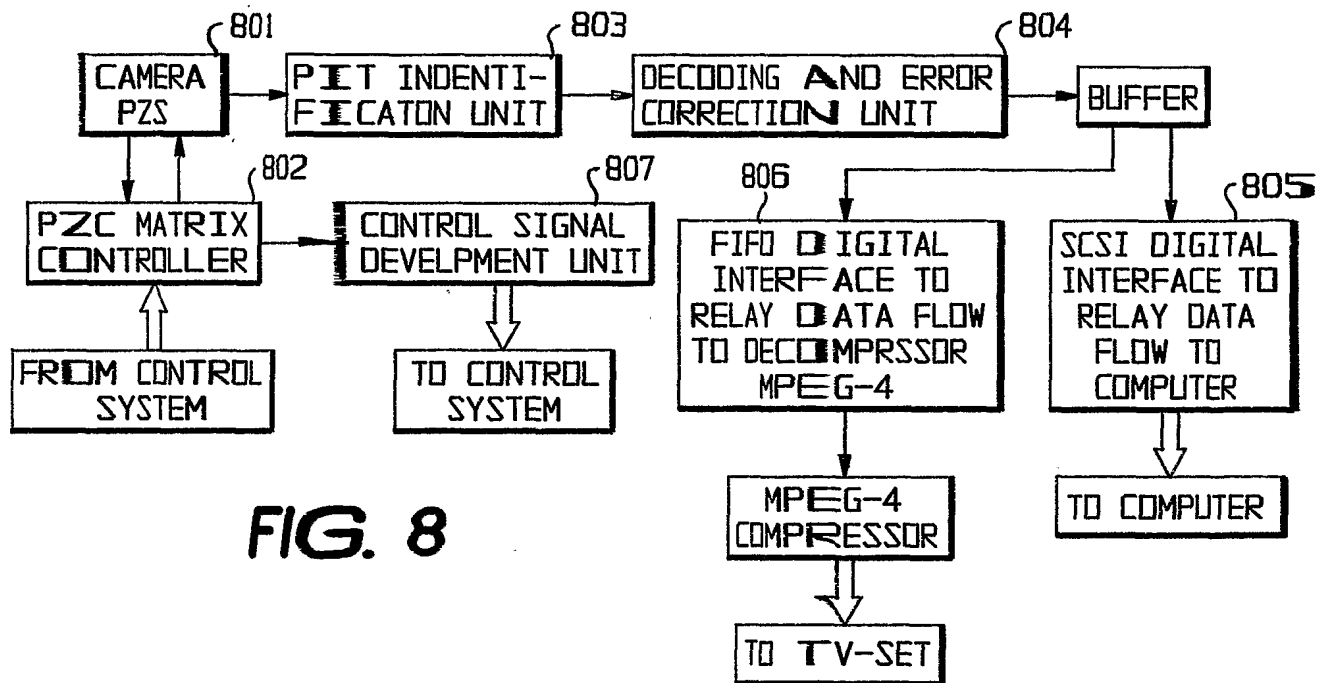 801
CAMERA
PZS
803
PIT INDENTI-
FICATON UNIT
804
DECODING AND ERROR
CORRECTION UNIT
BUFFER
802
PZC MATRIX
CONTROLLER
807
CONTROL SIGNAL
DEVELPMENT UNIT
806
FIFO DIGITAL
INTERFACE TO
RELAY DATA FLOW
TO DECOMPRSSOR
MPEG-4
805
SCSI DIGITAL
INTERFACE TO
RELAY DATA
FLOW TO
COMPUTER
FROM CONTROL
SYSTEM
TO CONTROL
SYSTEM
MPEG-4
COMPRESSOR
TO COMPUTER
TO TV-SET
FIG. 8